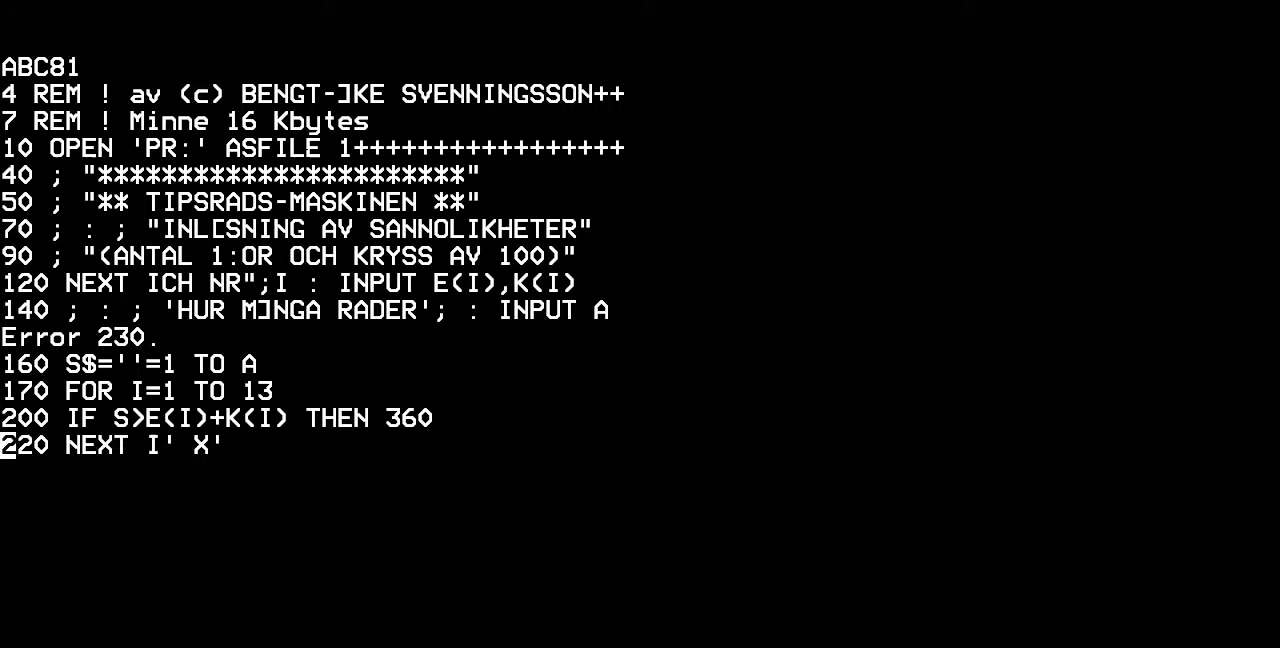 ABC81
4 REM ! av (c) BENGT-]KE SVENNINGSSON++
7 REM ! Minne 16 Kbytes
10 OPEN 'PR:' ASFILE 1+++++++++++++++++
40 ; "***********************"
50 ; "** TIPSRADS-MASKINEN **"
70 ; : ; "INL[SNING AV SANNOLIKHETER"
90 ; "(ANTAL 1:OR OCH KRYSS AV 100)"
120 NEXT ICH NR";I : INPUT E(I),K(I)
140 ; : ; 'HUR M]NGA RADER'; : INPUT A
Error 230.
160 S$=''=1 TO A
170 FOR I=1 TO 13
200 IF S>E(I)+K(I) THEN 360
220 NEXT I' X'